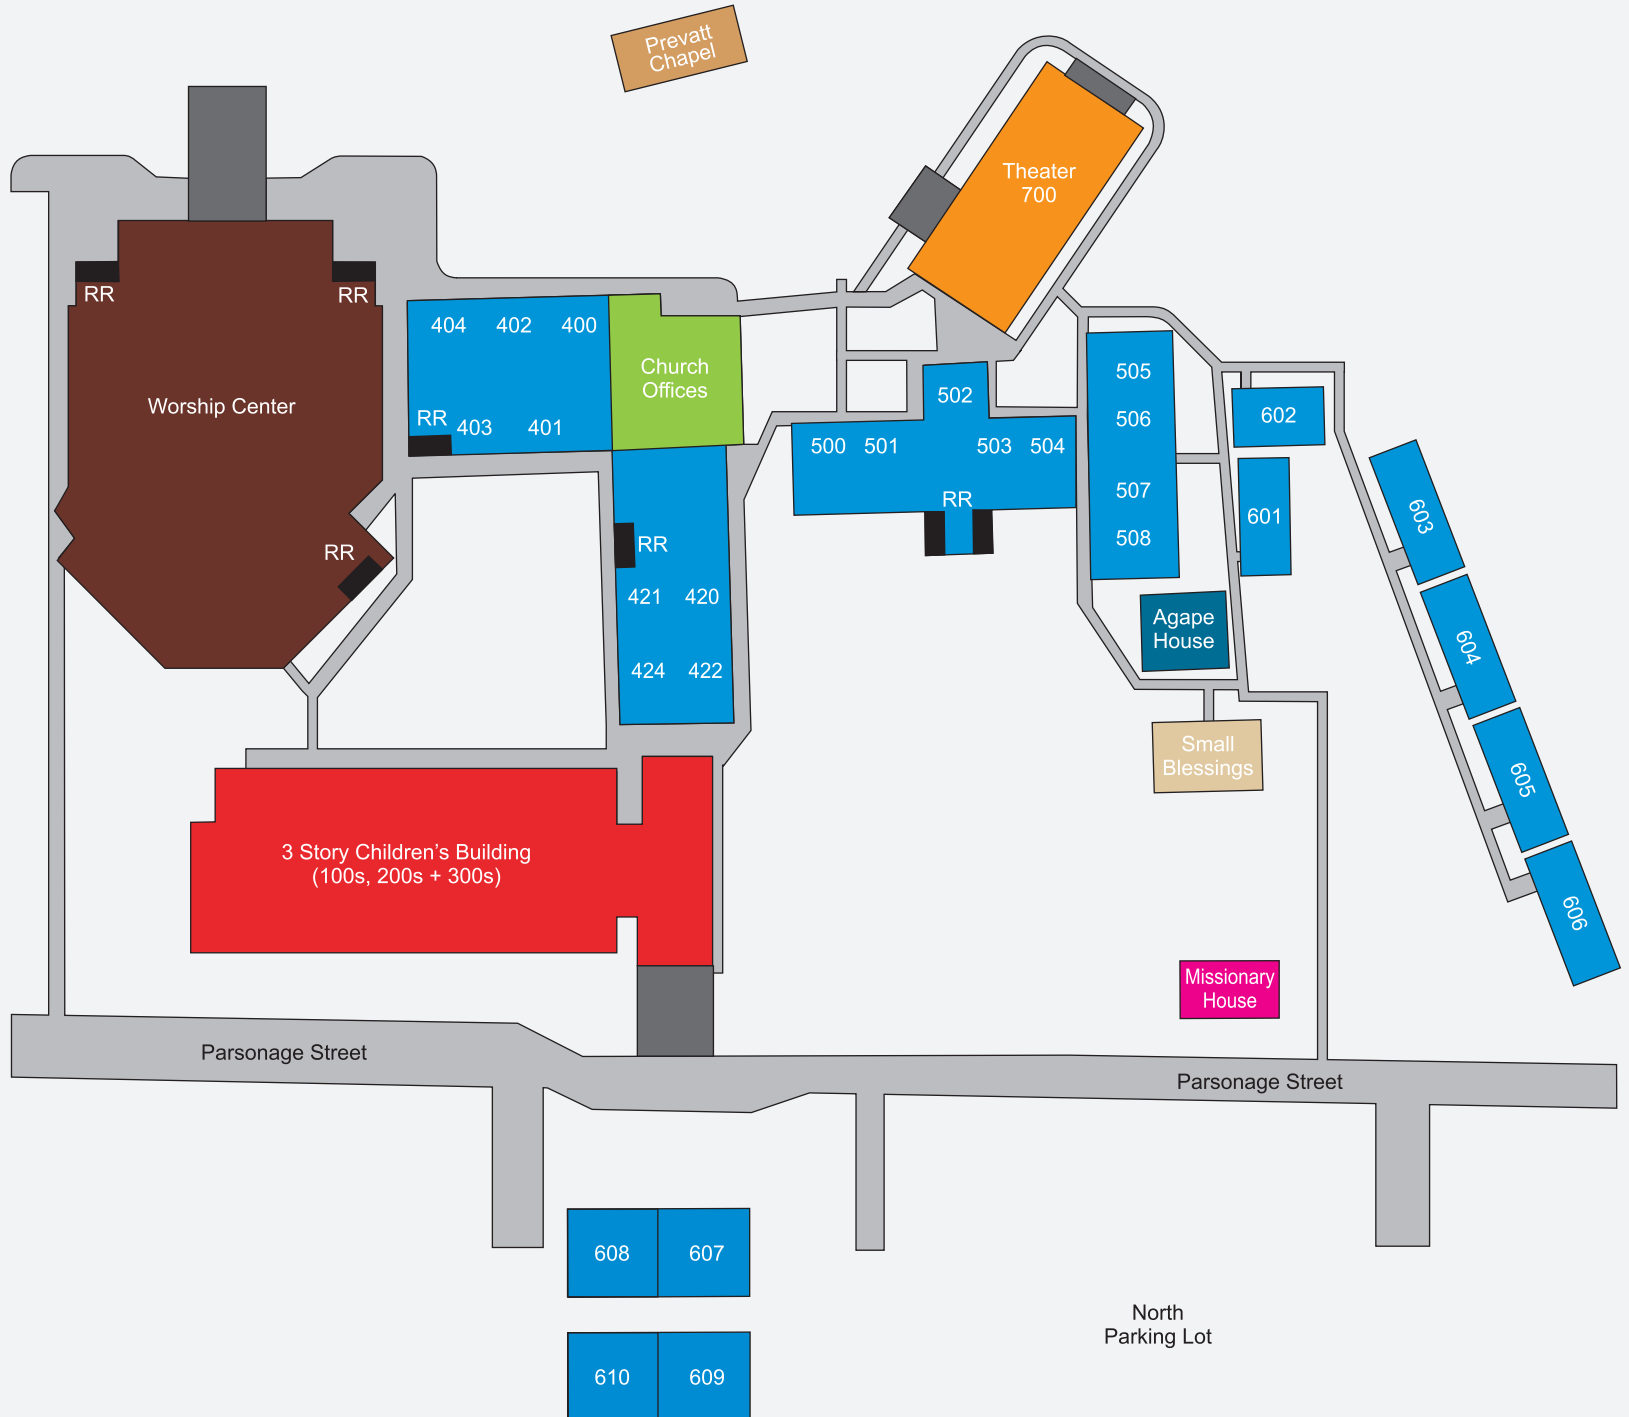 Prevatt
Chapel
Theater
700
RR
RR
404 402 400
Church
Offices
505
Worship Center
502
506
602
RR
403 401
500 501 503 504
RR
507
601
603
508
RR
RR
421 420
Agape
House
604
424 422
Small
Blessings
605
3 Story Children's Building
(100s, 200s + 300s)
606
Missionary
House
Parsonage Street
Parsonage Street
608 607
North
Parking Lot
610 609